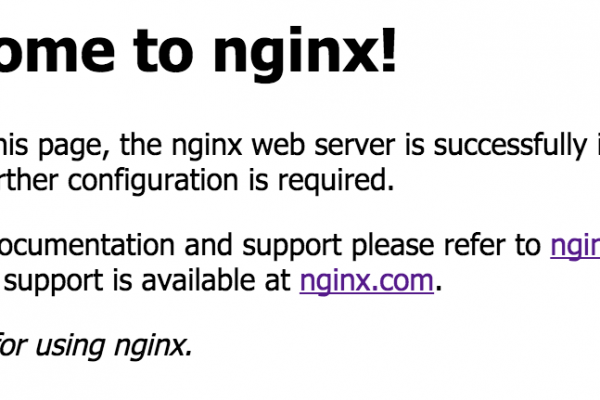 ome to nginx!
his page, the nginx web server is successfully i
rther configuration is required.
ocumentation and support please refer to ngin
support is available at nginx.com.
for using nginx.